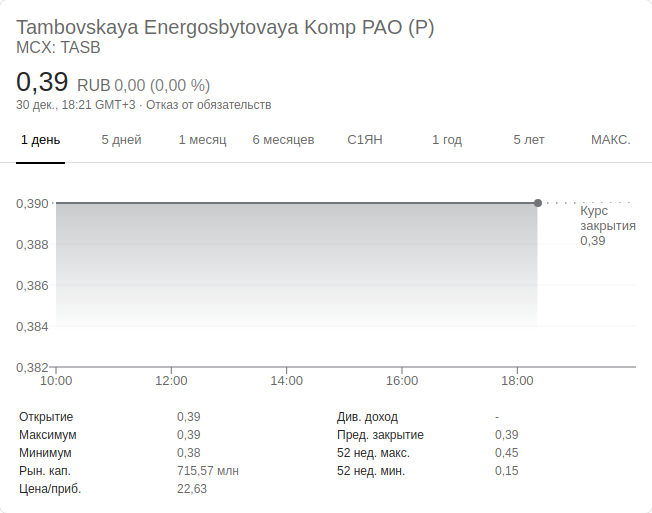 Tambovskaya Energosbytovaya Komp PAO (P)
MCX: TASB
0,39 RUB 0,00 (0,00 %)
30 дек., 18:21 GMT+3 · Отказ от обязательств
1 день 5 дней 1 месяц 6 месяцев С1ЯН 1 год 5 лет МАКС.
0,390
Курс
закрытия
0,39
0,388
0,386
0,384
0,382
10:00 12:00 14:00 16:00 18:00
Открытие 0,39 Див. доход -
Максимум 0,39 Пред. закрытие 0,39
Минимум 0,38 52 нед. макс. 0,45
Рын. кап. 715,57 млн 52 нед. мин. 0,15
Цена/приб. 22,63